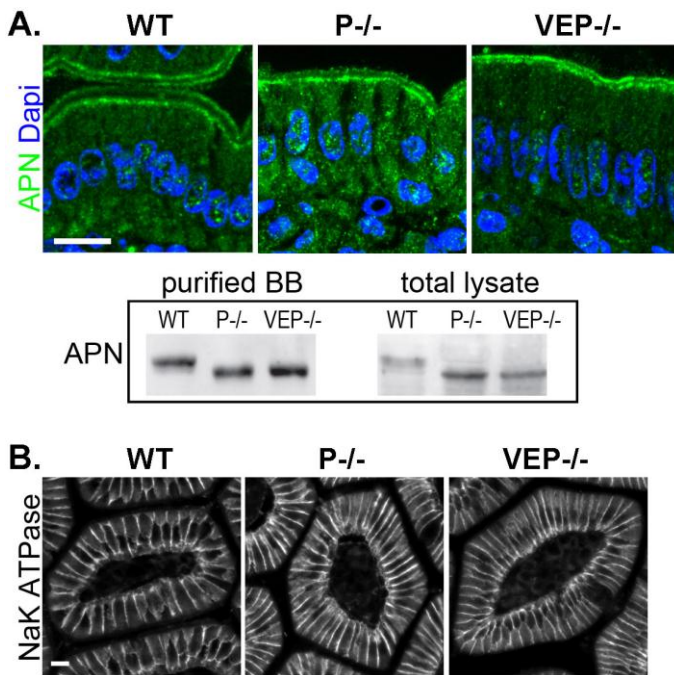 A. WT P-/- VEP-/-
APN Dapi
purified BB total lysate
WT P-/- VEP-/- WT P-/- VEP-/-
APN
B. WT P-/- VEP-/-
NaK ATPase